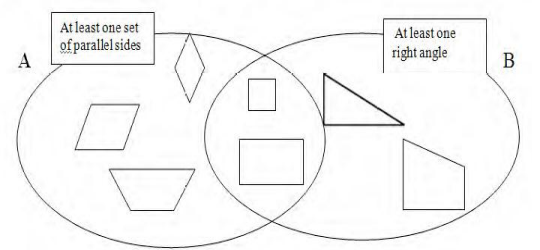 At least one set
of parallel sides
At least one
right angle
A
B